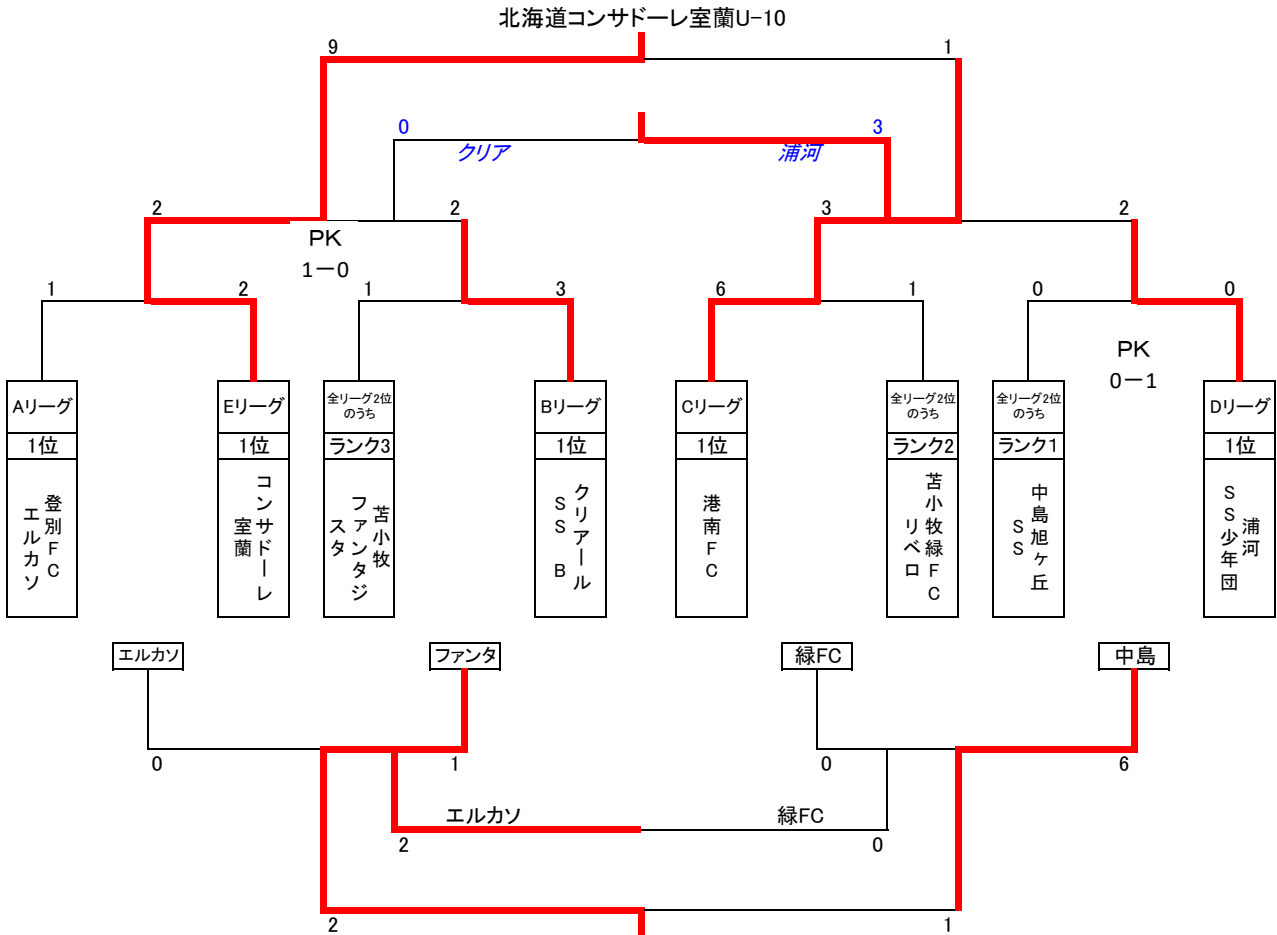 北海道コンサドーレ室蘭U-10
9
1
0
3
クリア
浦河
2
2
3
2
PK
1－0
1
2
1
3
6
1
0
0
PK
0－1
Aリーグ
1位
登別FC
エルカソ
Eリーグ
1位
コンサドーレ
室蘭
全リーグ2位
のうち
ランク3
苫小牧
ファンタジ
スタ
Bリーグ
1位
クリアール
SS B
Cリーグ
1位
港南FC
全リーグ2位
のうち
ランク2
苫小牧緑FC
リベロ
全リーグ2位
のうち
ランク1
中島旭ヶ丘
SS
Dリーグ
1位
浦河
SS少年団
エルカソ
ファンタ
緑FC
中島
0
1
0
6
エルカソ
緑FC
2
0
2
1